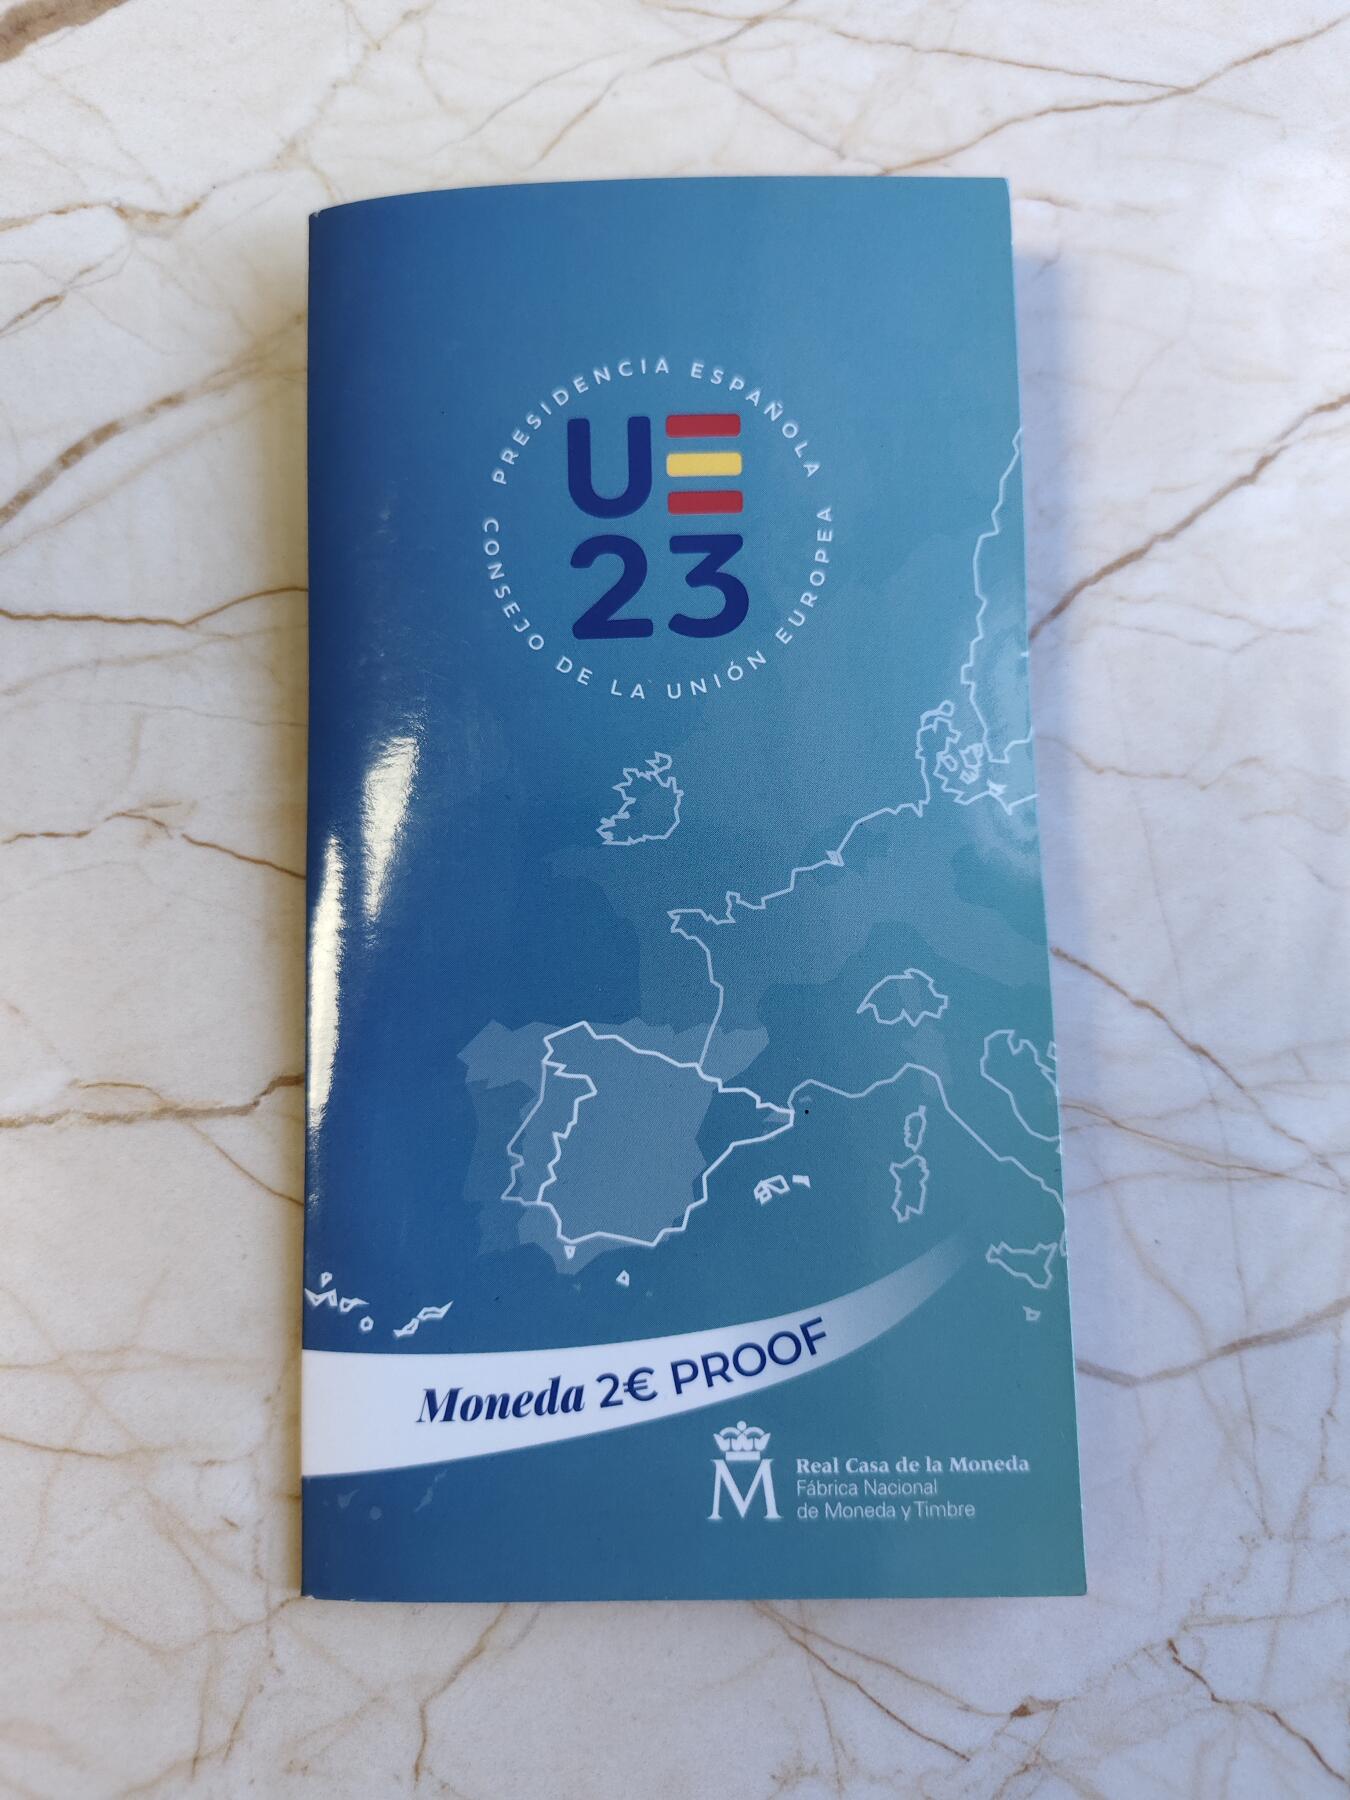 PRESIDENCIA ESPAÑOLA
UE
23
CONSEJO DE LA UNIÓN EUROPEA
Moneda 2€ PROOF
M
Real Casa de la Moneda
Fábrica Nacional
de Moneda y Timbre